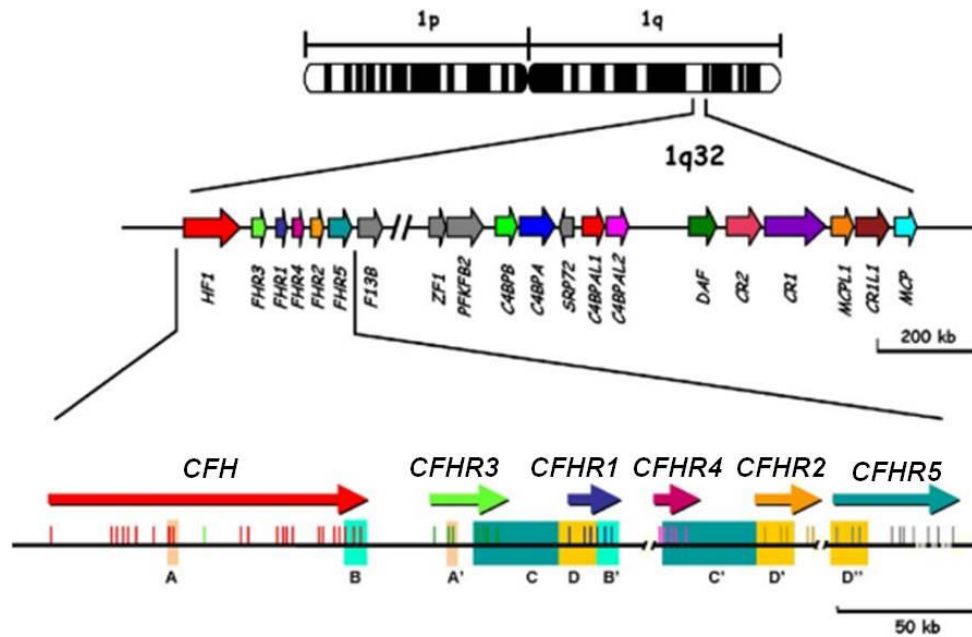 1p 1q
1q32
HF1 FHR3 FHR1 FHR4 FHR2 FHR5 F13B ZF1 PFKFB2 C4BPB C4BPA SRP72 C4BPAL1 C4BPAL2 DAF CR2 CR1 MCPL1 CR1L1 MCP
200 kb
CFH CFHR3 CFHR1 CFHR4 CFHR2 CFHR5
A B A' C D B' C' D' D''
50 kb